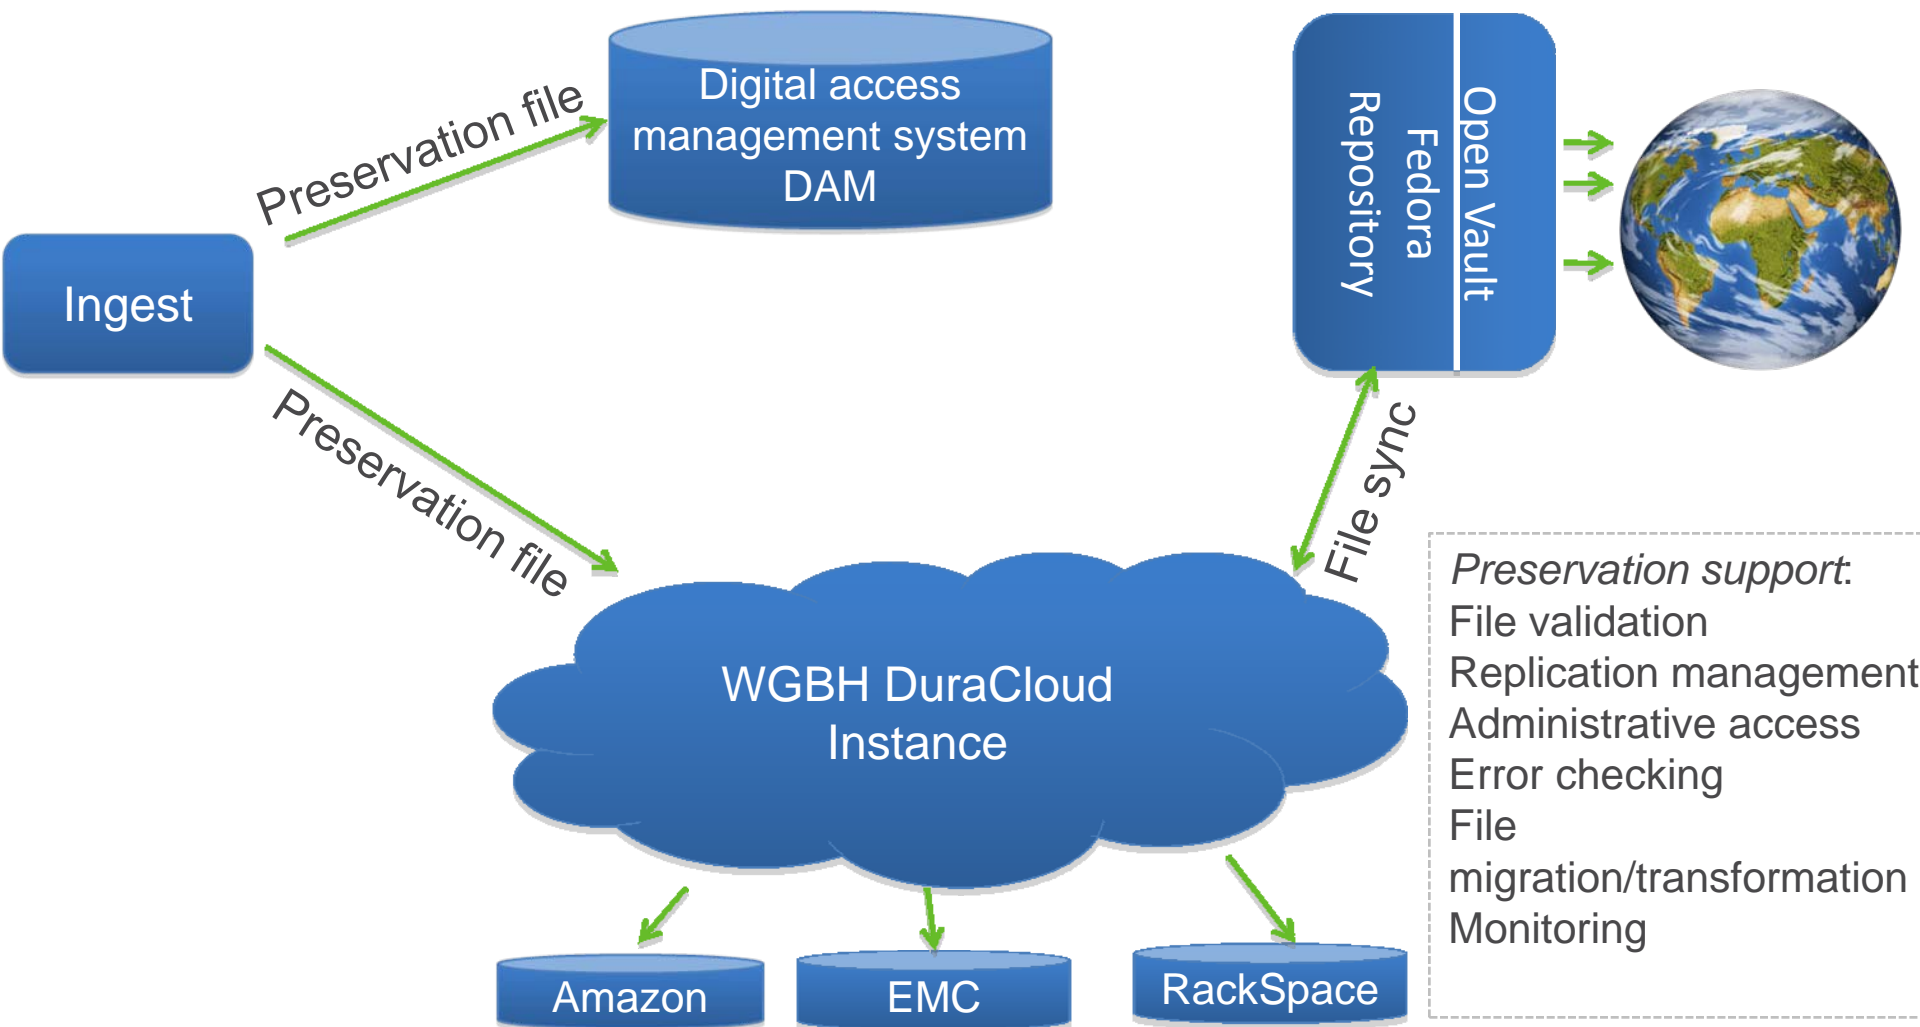 Preservation file
Digital access
management system
DAM
Open Vault
Fedora
Repository
Ingest
Preservation file
File sync
WGBH DuraCloud
Instance
Preservation support:
File validation
Replication management
Administrative access
Error checking
File
migration/transformation
Monitoring
Amazon
EMC
RackSpace